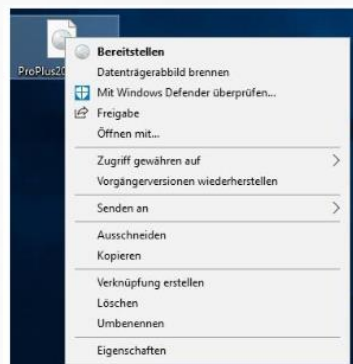 ProPlus20
Bereitstellen
Datenträgerabbild brennen
Mit Windows Defender überprüfen...
Freigabe
Öffnen mit...
Zugriff gewähren auf
Vorgängerversionen wiederherstellen
Senden an
Ausschneiden
Kopieren
Verknüpfung erstellen
Löschen
Umbenennen
Eigenschaften